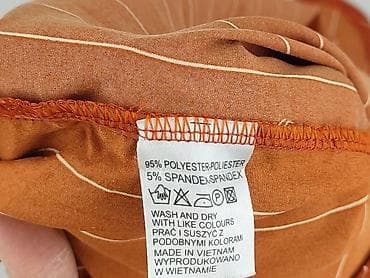 95% POLYESTER-POLIESTER
5% SPANDEX-SPANDEX
WASH AND DRY
WITH LIKE COLOURS
PRAĆ I SUSZYĆ Z
PODOBNYMI KOLORAMI
MADE IN VIETNAM
WYPRODUKOWANO
W WIETNAMIE